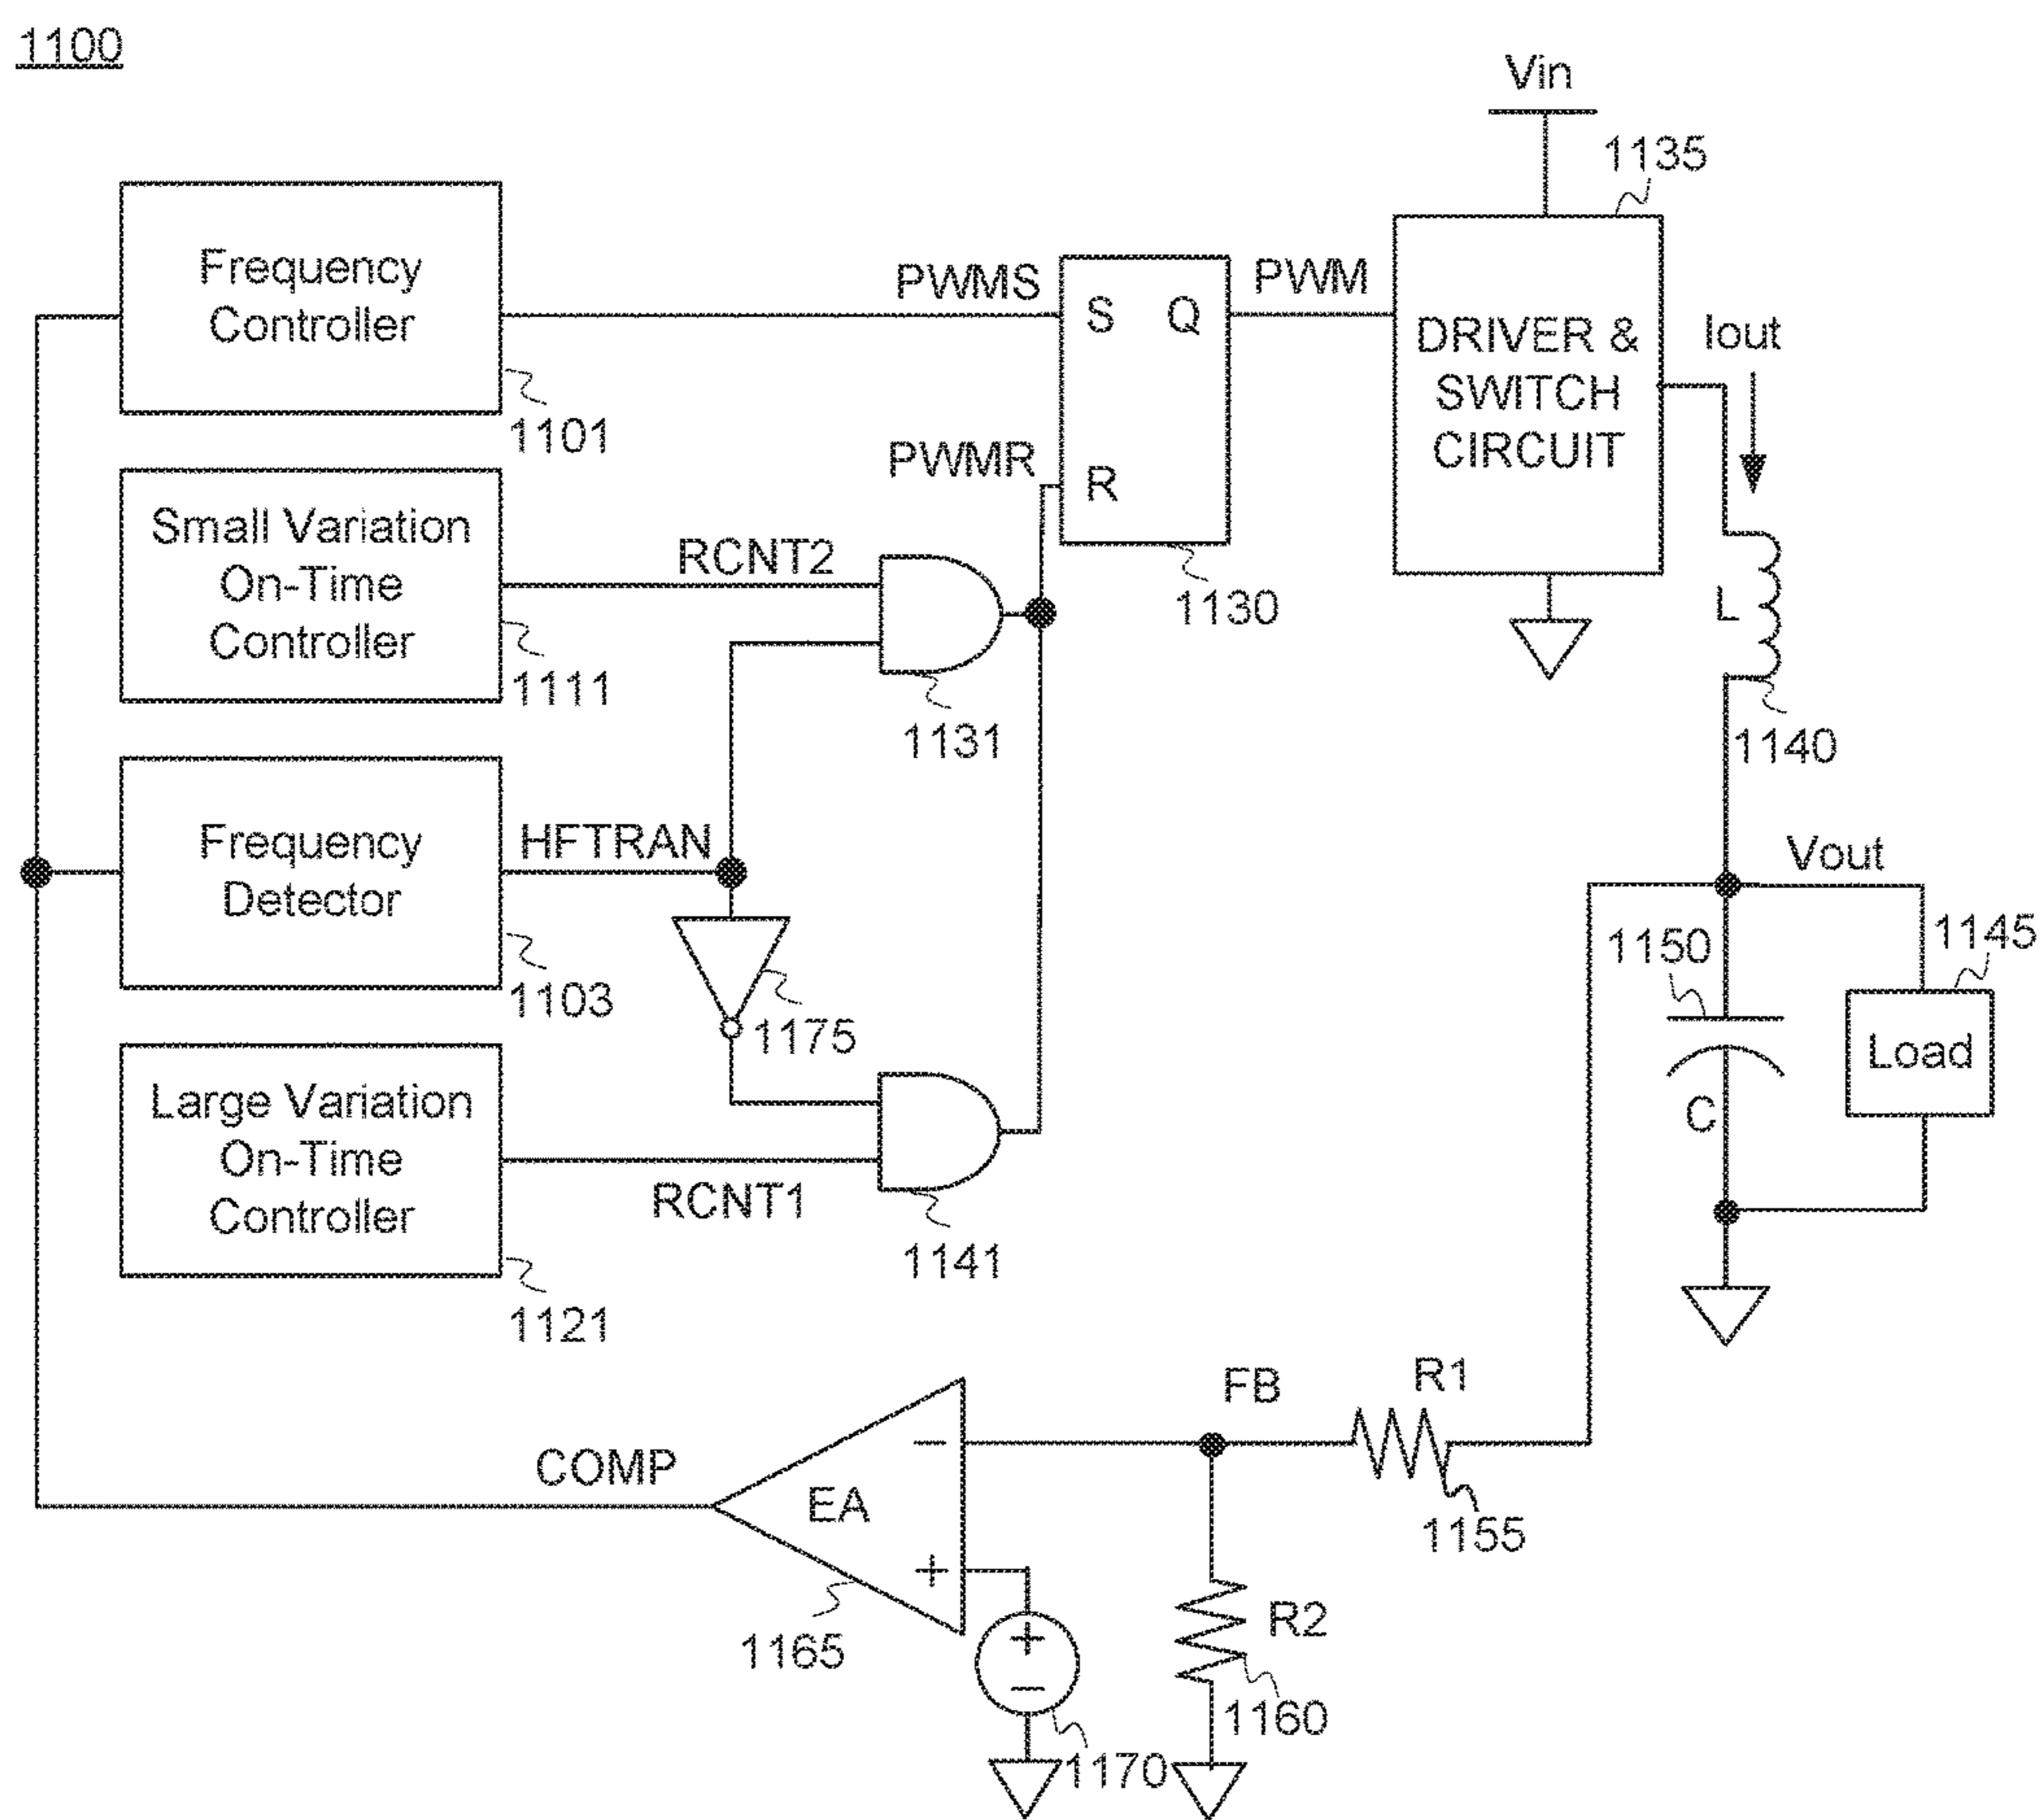 1100
Vin
1135
Frequency
Controller
1101
PWMS
S Q
R
PWM
1130
DRIVER &
SWITCH
CIRCUIT
Iout
PWMR
Small Variation
On-Time
Controller
1111
RCNT2
1131
L
1140
Frequency
Detector
1103
HFTRAN
1175
Vout
1150
1145
Load
C
Large Variation
On-Time
Controller
1121
RCNT1
1141
COMP
EA
−
+
1165
FB
R1
1155
R2
1160
+
−
1170